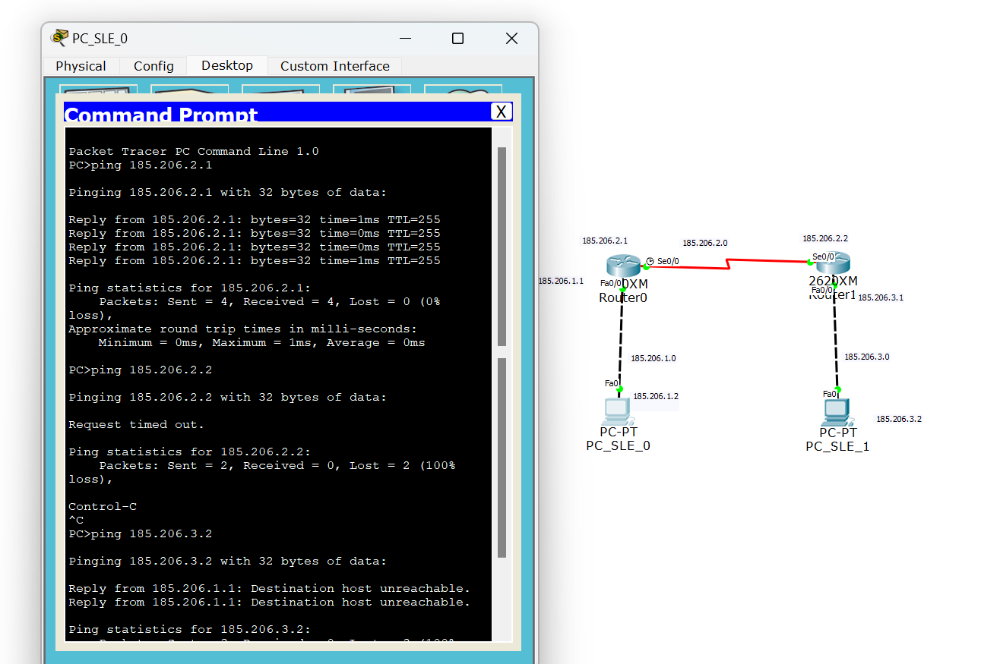 PC_SLE_0
Physical Config Desktop Custom Interface
Command Prompt X
Packet Tracer PC Command Line 1.0
PC>ping 185.206.2.1
Pinging 185.206.2.1 with 32 bytes of data:
Reply from 185.206.2.1: bytes=32 time=1ms TTL=255
Reply from 185.206.2.1: bytes=32 time=0ms TTL=255
Reply from 185.206.2.1: bytes=32 time=0ms TTL=255
Reply from 185.206.2.1: bytes=32 time=1ms TTL=255
Ping statistics for 185.206.2.1:
Packets: Sent = 4, Received = 4, Lost = 0 (0%
loss),
Approximate round trip times in milli-seconds:
Minimum = 0ms, Maximum = 1ms, Average = 0ms
PC>ping 185.206.2.2
Pinging 185.206.2.2 with 32 bytes of data:
Request timed out.
Ping statistics for 185.206.2.2:
Packets: Sent = 2, Received = 0, Lost = 2 (100%
loss),
Control-C
^C
PC>ping 185.206.3.2
Pinging 185.206.3.2 with 32 bytes of data:
Reply from 185.206.1.1: Destination host unreachable.
Reply from 185.206.1.1: Destination host unreachable.
Ping statistics for 185.206.3.2:
185.206.2.1
185.206.2.0
185.206.2.2
Se0/0
Se0/0
185.206.1.1
Fa0/0
0XM
Router0
2620XM
Fa0/0
Router1
185.206.3.1
185.206.1.0
185.206.3.0
Fa0
185.206.1.2
Fa0
185.206.3.2
PC-PT
PC_SLE_0
PC-PT
PC_SLE_1